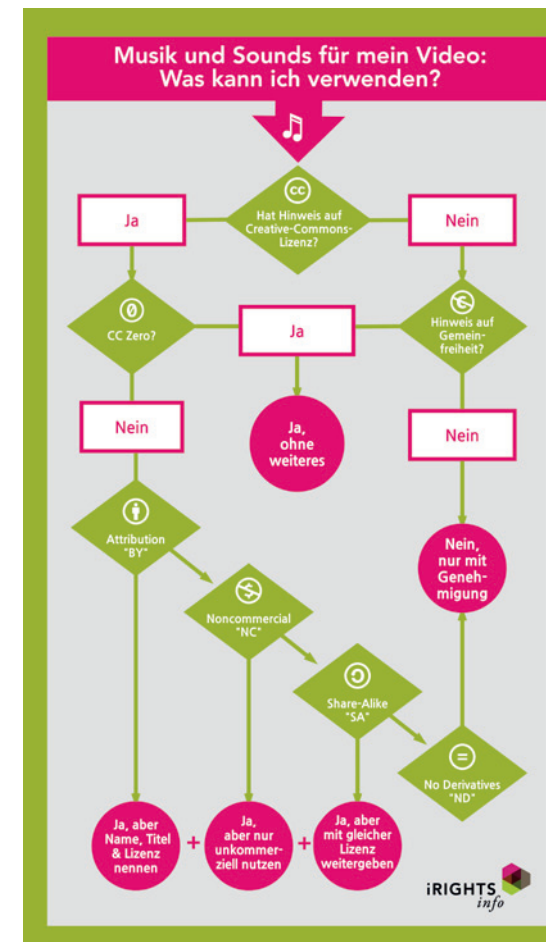 Musik und Sounds für mein Video:
Was kann ich verwenden?
cc
Hat Hinweis auf
Creative-Commons-
Lizenz?
Ja
Nein
0
CC Zero?
Ja
Hinweis auf
Gemein-
freiheit?
Nein
Ja,
ohne
weiteres
Nein
Attribution
"BY"
Nein,
nur mit
Geneh-
migung
Noncommercial
"NC"
Share-Alike
"SA"
No Derivatives
"ND"
Ja, aber
Name, Titel
& Lizenz
nennen
+
Ja,
aber nur
unkommer-
ziell nutzen
+
Ja, aber
mit gleicher
Lizenz
weitergeben
iRIGHTS
info